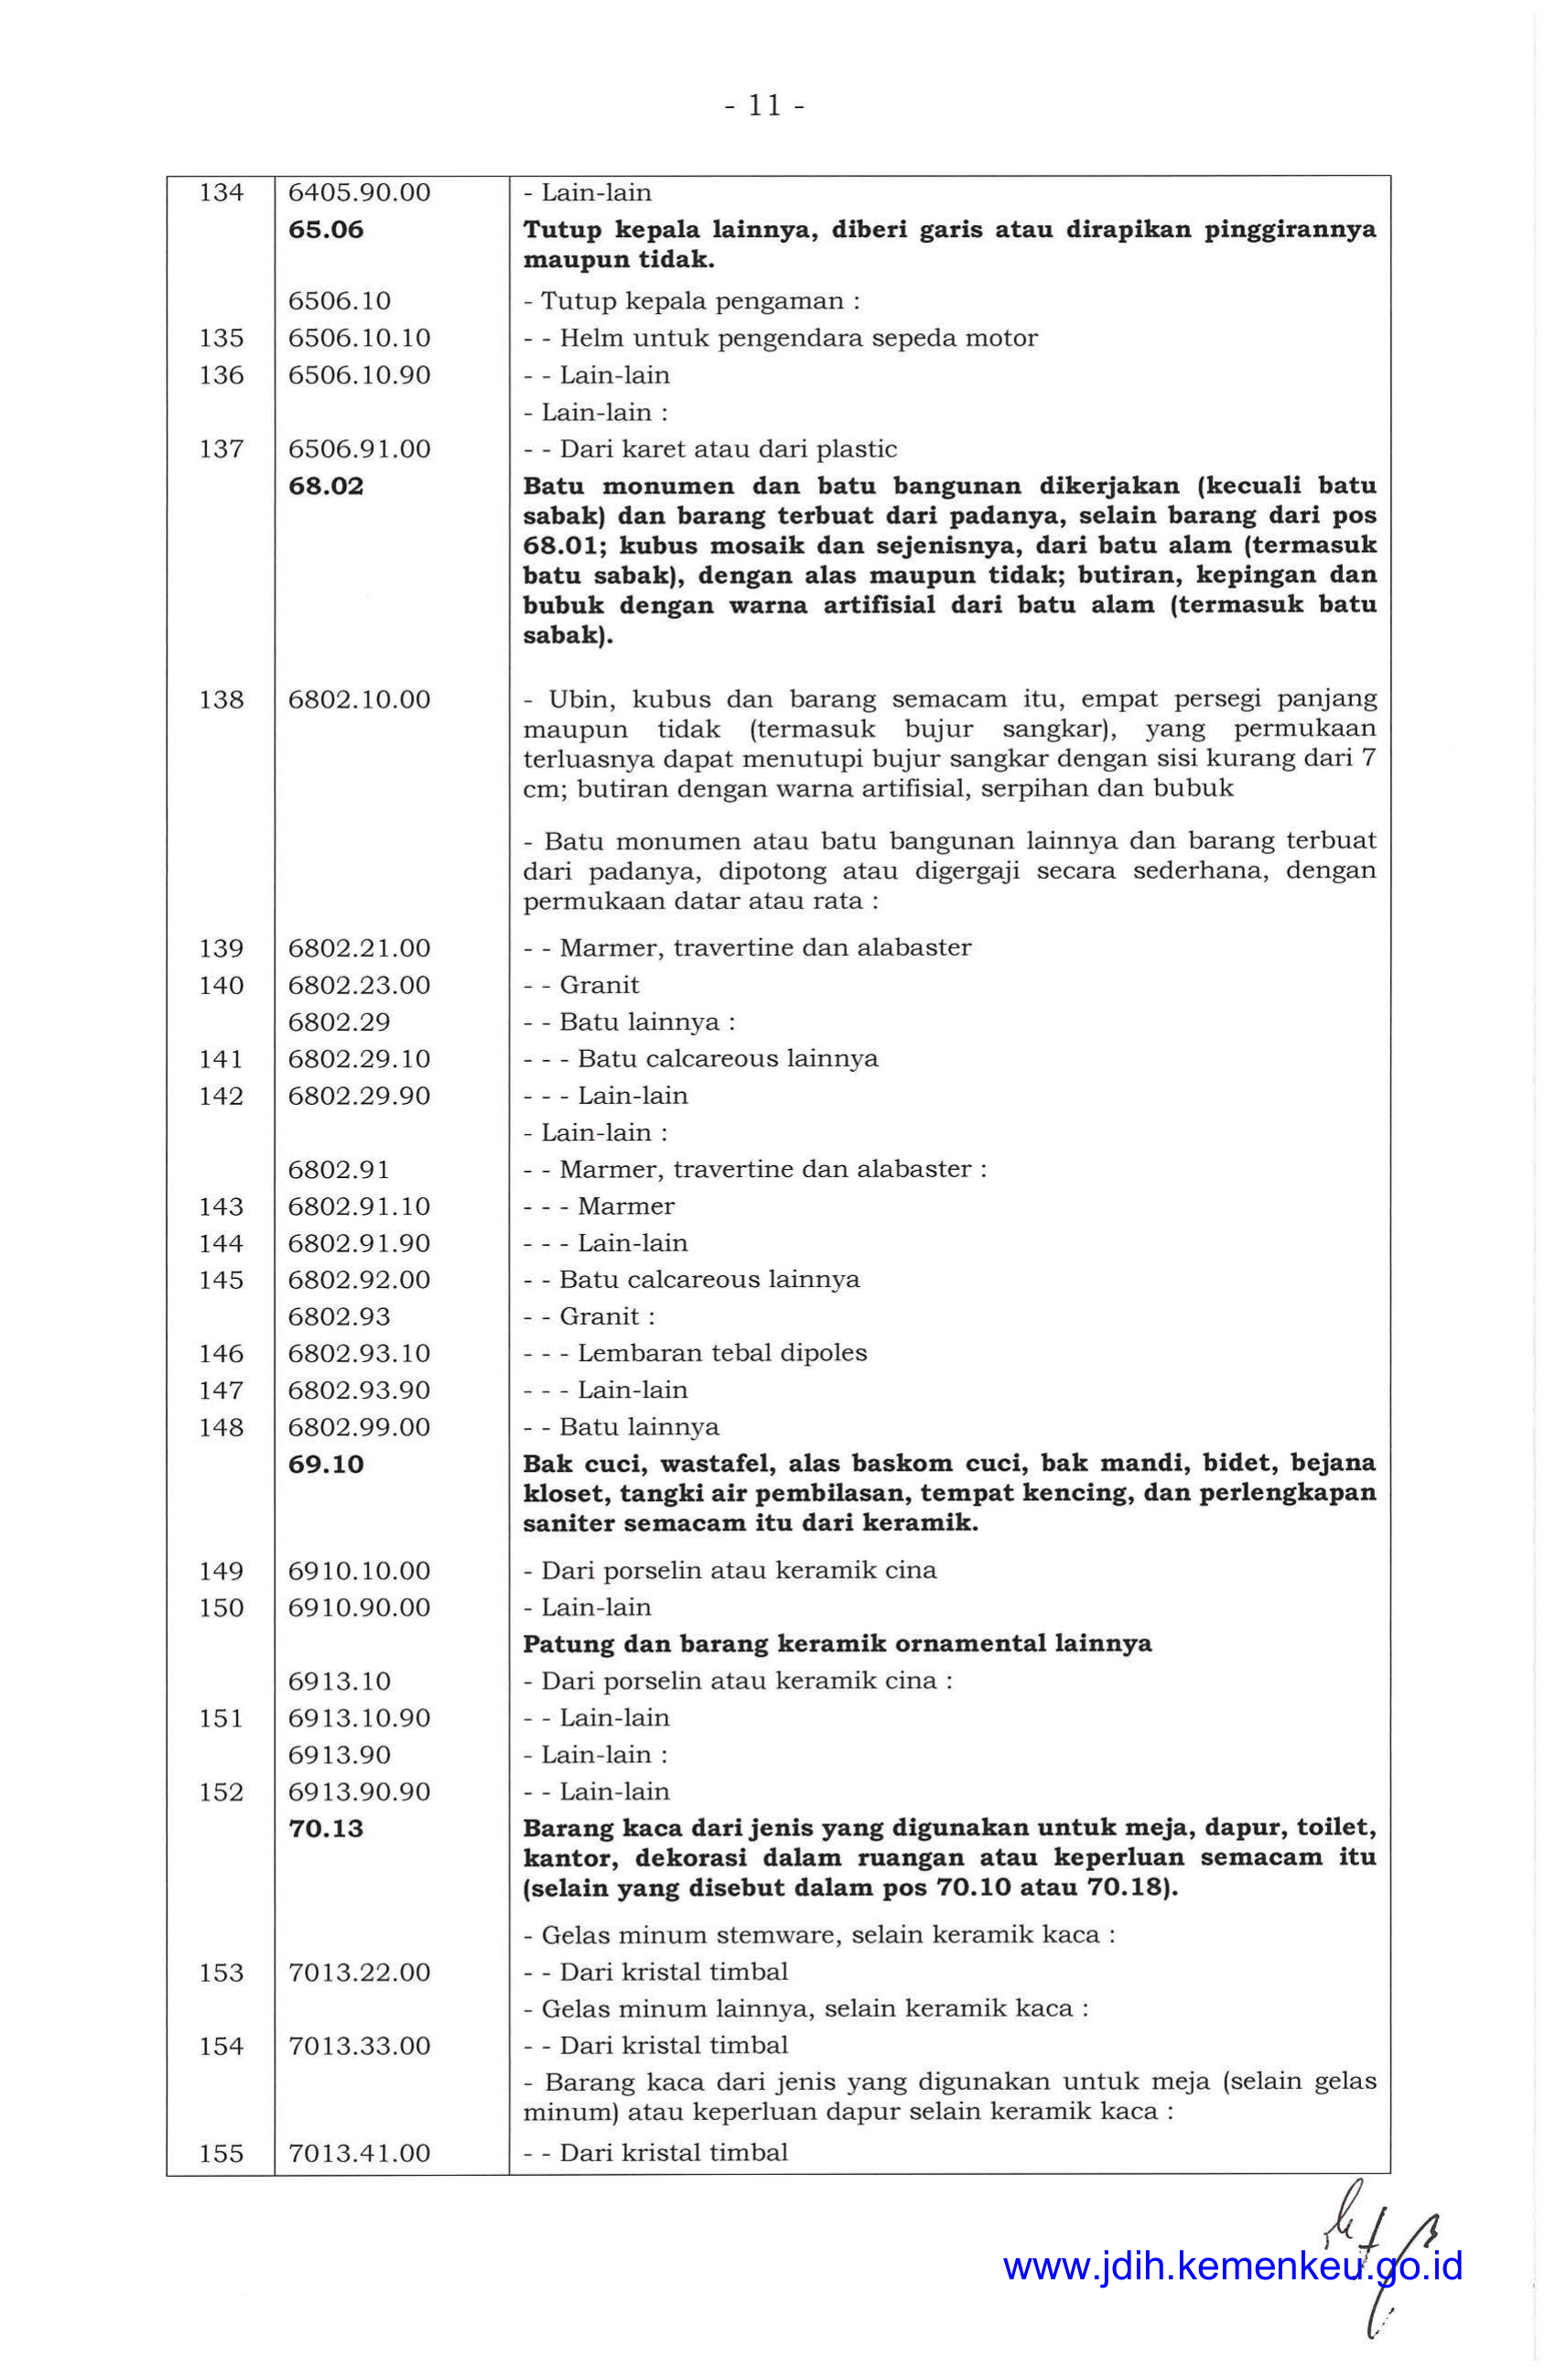 - 11 -
134 6405.90.00 - Lain-lain
65.06 Tutup kepala lainnya, diberi garis atau dirapikan pinggirannya
maupun tidak.
6506.10 - Tutup kepala pengaman :
135 6506.10.10 - - Helm untuk pengendara sepeda motor
136 6506.10.90 - - Lain-lain
- Lain-lain :
137 6506.91.00 - - Dari karet atau dari plastic
68.02 Batu monumen dan batu bangunan dikerjakan (kecuali batu
sabak) dan barang terbuat dari padanya, selain barang dari pos
68.01; kubus mosaik dan sejenisnya, dari batu alam (termasuk
batu sabak), dengan alas maupun tidak; butiran, kepingan dan
bubuk dengan warna artifisial dari batu alam (termasuk batu
sabak).
138 6802.10.00 - Ubin, kubus dan barang semacam itu, empat persegi panjang
maupun tidak (termasuk bujur sangkar), yang permukaan
terluasnya dapat menutupi bujur sangkar dengan sisi kurang dari 7
cm; butiran dengan warna artifisial, serpihan dan bubuk
- Batu monumen atau batu bangunan lainnya dan barang terbuat
dari padanya, dipotong atau digergaji secara sederhana, dengan
permukaan datar atau rata :
139 6802.21.00 - - Marmer, travertine dan alabaster
140 6802.23.00 - - Granit
6802.29 - - Batu lainnya :
141 6802.29.10 - - - Batu calcareous lainnya
142 6802.29.90 - - - Lain-lain
- Lain-lain :
6802.91 - - Marmer, travertine dan alabaster :
143 6802.91.10 - - - Marmer
144 6802.91.90 - - - Lain-lain
145 6802.92.00 - - Batu calcareous lainnya
6802.93 - - Granit :
146 6802.93.10 - - - Lembaran tebal dipoles
147 6802.93.90 - - - Lain-lain
148 6802.99.00 - - Batu lainnya
69.10 Bak cuci, wastafel, alas baskom cuci, bak mandi, bidet, bejana
kloset, tangki air pembilasan, tempat kencing, dan perlengkapan
saniter semacam itu dari keramik.
149 6910.10.00 - Dari porselin atau keramik cina
150 6910.90.00 - Lain-lain
Patung dan barang keramik ornamental lainnya
6913.10 - Dari porselin atau keramik cina :
151 6913.10.90 - - Lain-lain
6913.90 - Lain-lain :
152 6913.90.90 - - Lain-lain
70.13 Barang kaca dari jenis yang digunakan untuk meja, dapur, toilet,
kantor, dekorasi dalam ruangan atau keperluan semacam itu
(selain yang disebut dalam pos 70.10 atau 70.18).
- Gelas minum stemware, selain keramik kaca :
153 7013.22.00 - - Dari kristal timbal
- Gelas minum lainnya, selain keramik kaca :
154 7013.33.00 - - Dari kristal timbal
- Barang kaca dari jenis yang digunakan untuk meja (selain gelas
minum) atau keperluan dapur selain keramik kaca :
155 7013.41.00 - - Dari kristal timbal
www.jdih.kemenkeu.go.id